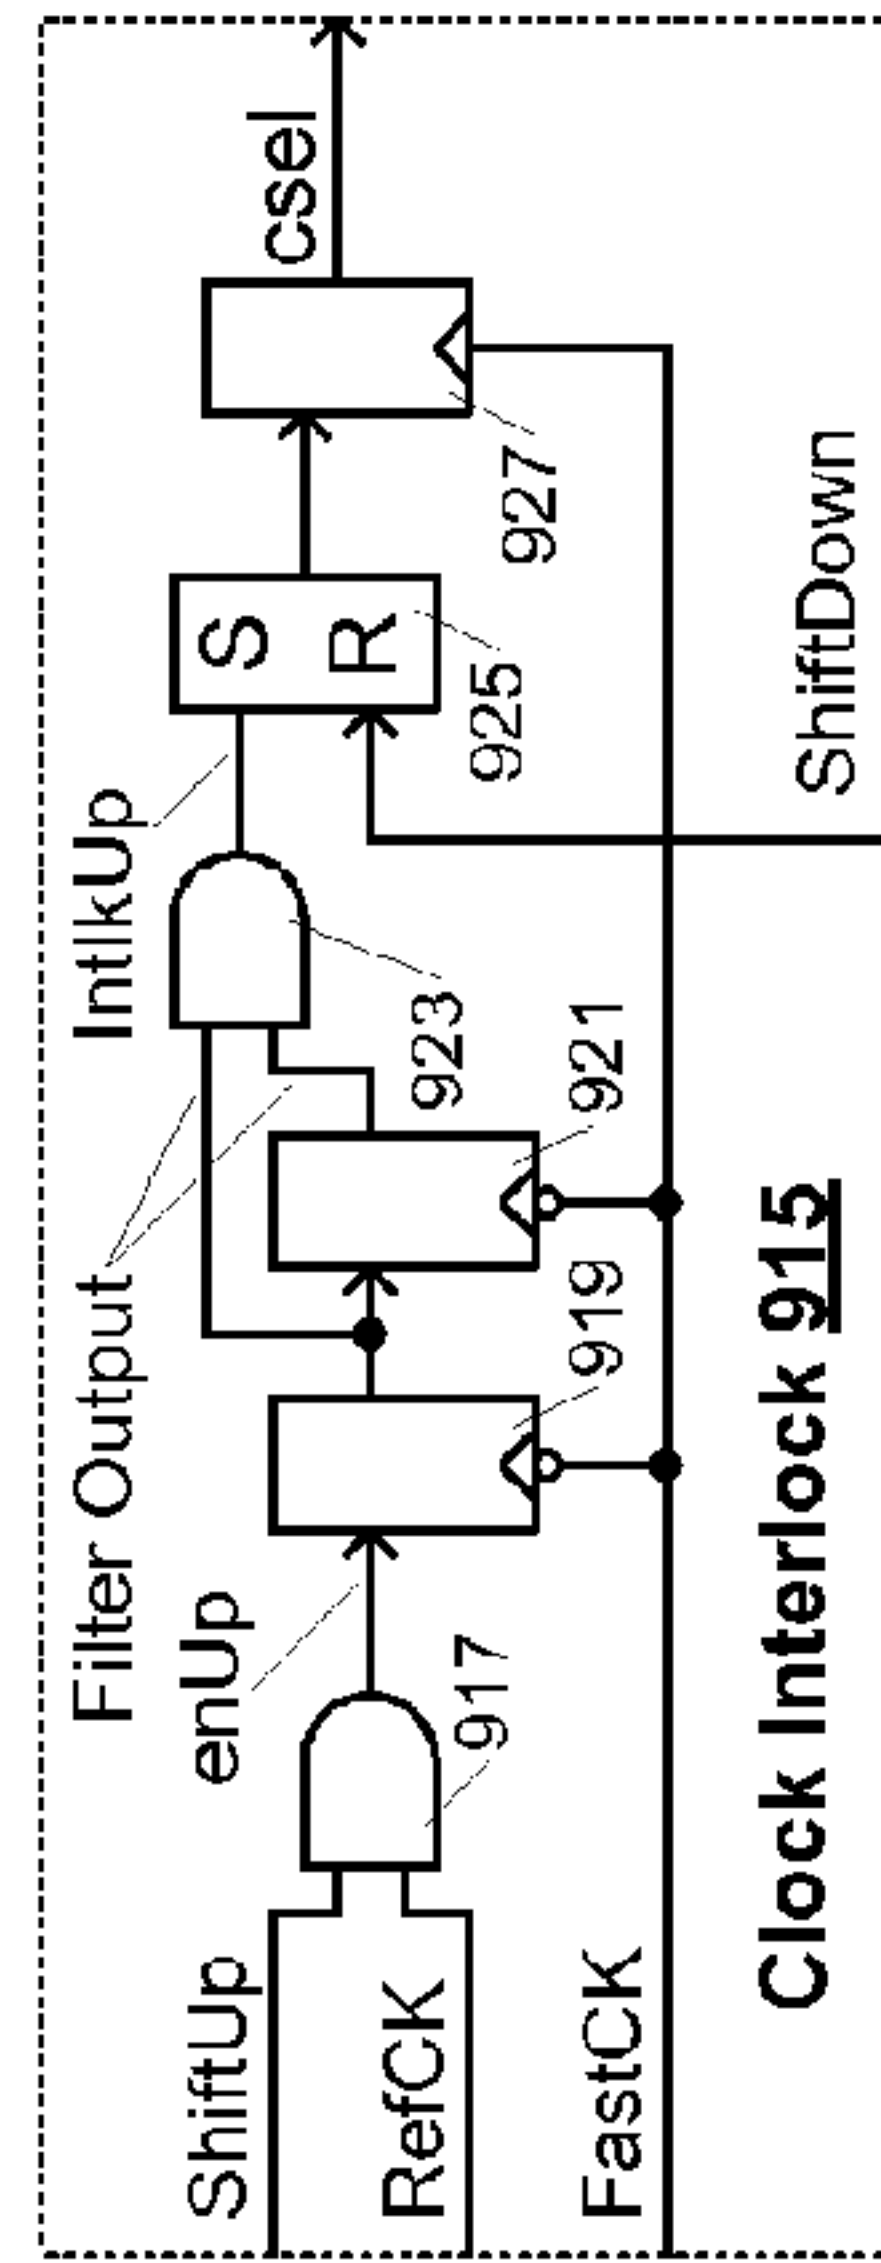 Filter Output
IntlkUp
csel
enUp
ShiftUp
S
R
917
923
925
927
RefCK
919
921
FastCK
ShiftDown
Clock Interlock 915